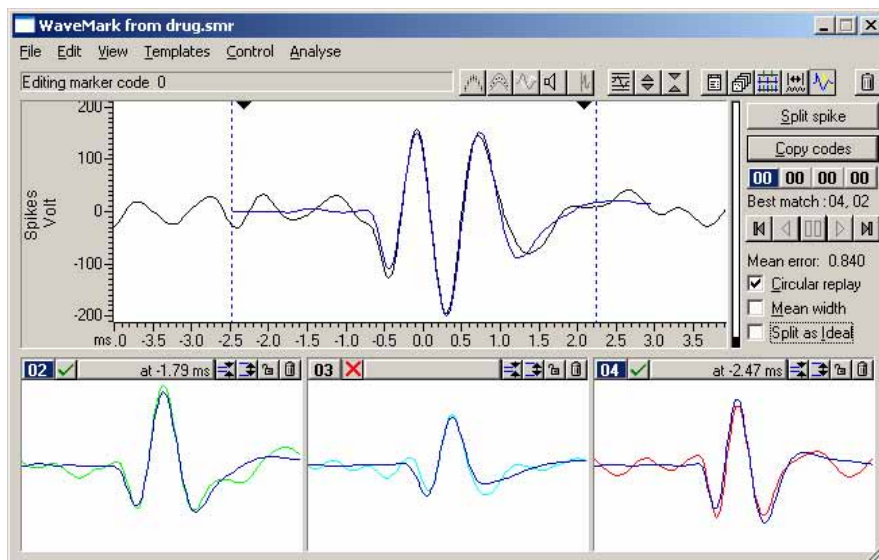 WaveMark from drug.smr
File Edit View Templates Control Analyse
Editing marker code 0
Split spike
Copy codes
00 00 00 00
Best match :04, 02
Mean error: 0.840
Circular replay
Mean width
Split as Ideal
Spikes
Volt
200
100
0
-100
-200
ms .0 -3.5 -3.0 -2.5 -2.0 -1.5 -1.0 -0.5 0.0 0.5 1.0 1.5 2.0 2.5 3.0 3.5
02 at -1.79 ms
03
04 at -2.47 ms